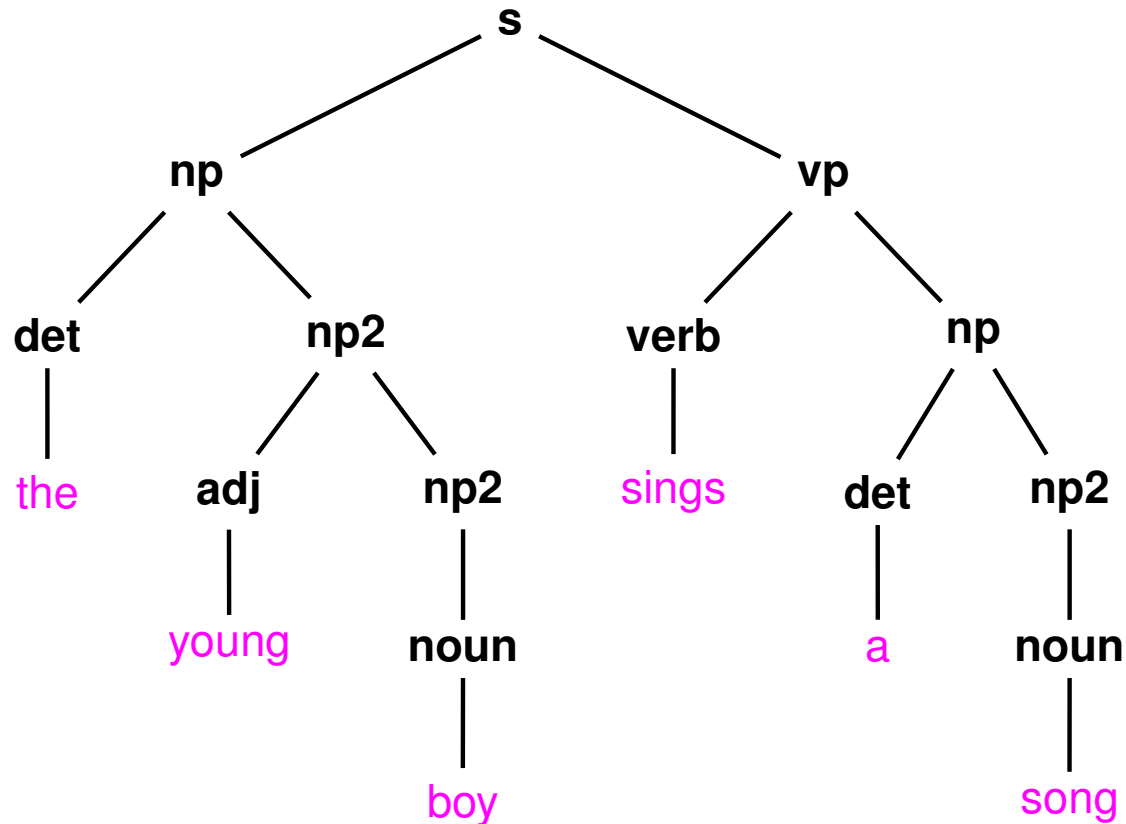 s
np vp
det np2 verb np
the adj np2 sings det np2
young noun a noun
boy song